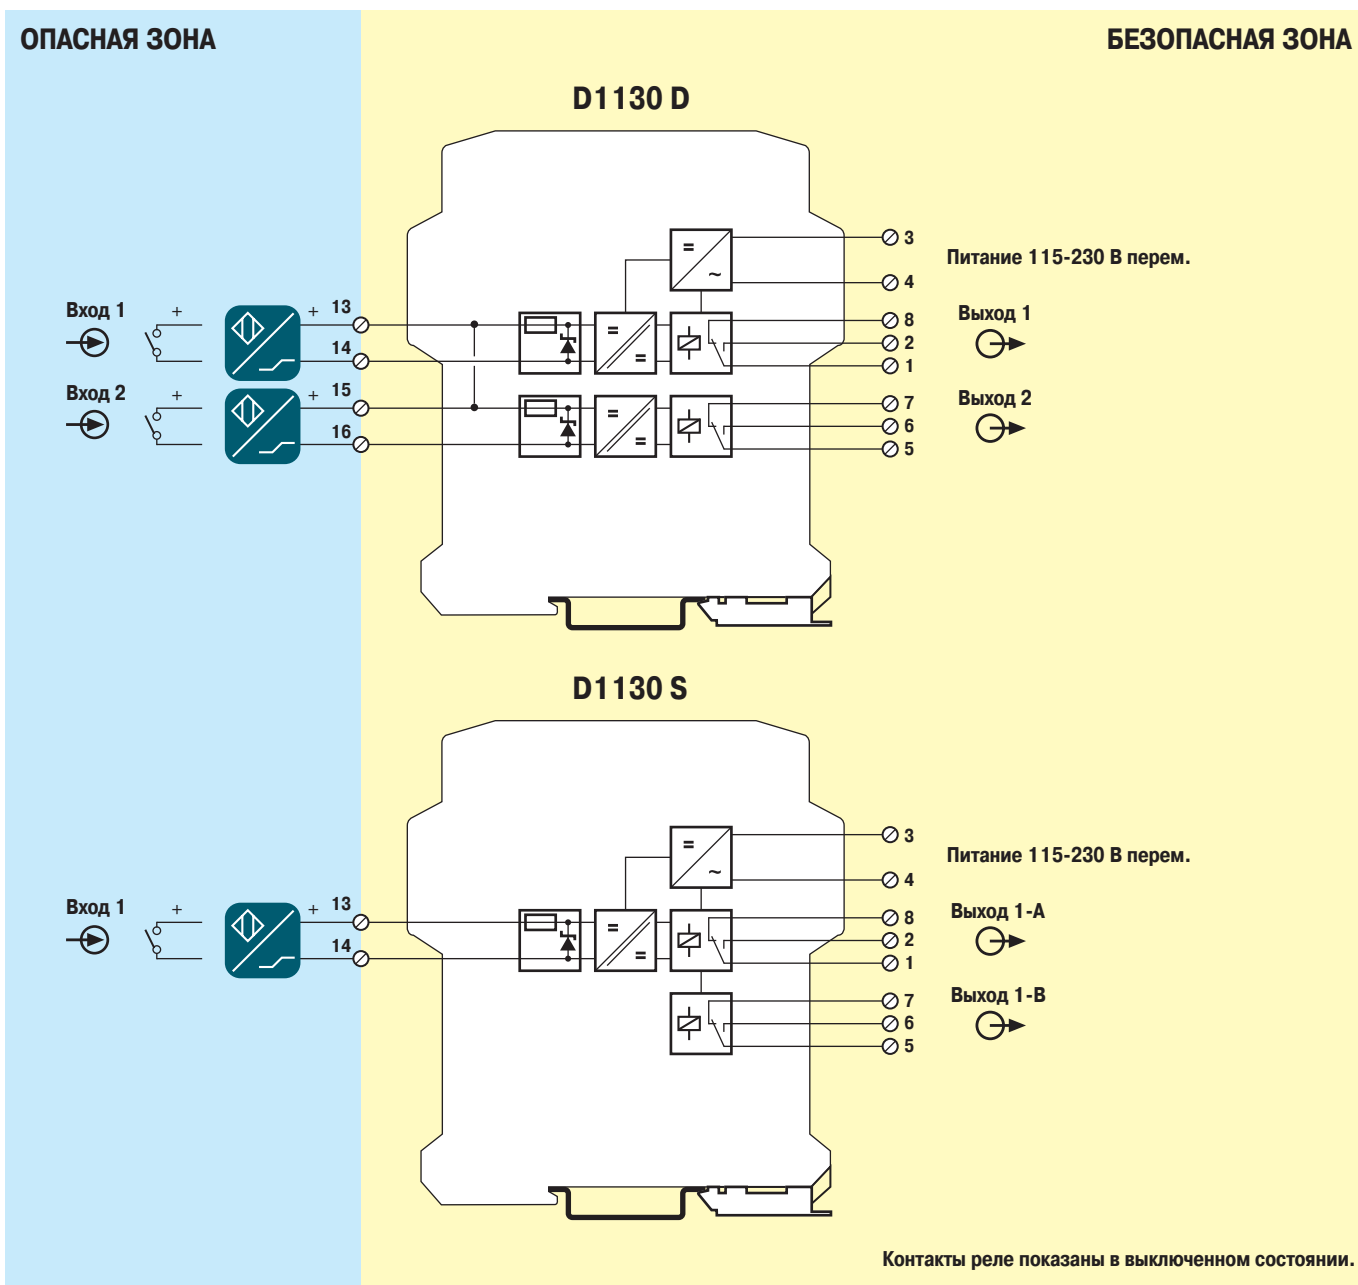 ОПАСНАЯ ЗОНА
БЕЗОПАСНАЯ ЗОНА
D1130 D
3
Питание 115-230 В перем.
4
Вход 1
+
+ 13
14
8
2
1
Выход 1
Вход 2
+
+ 15
16
7
6
5
Выход 2
D1130 S
3
Питание 115-230 В перем.
4
Вход 1
+
+ 13
14
8
2
1
Выход 1-A
7
6
5
Выход 1-B
Контакты реле показаны в выключенном состоянии.